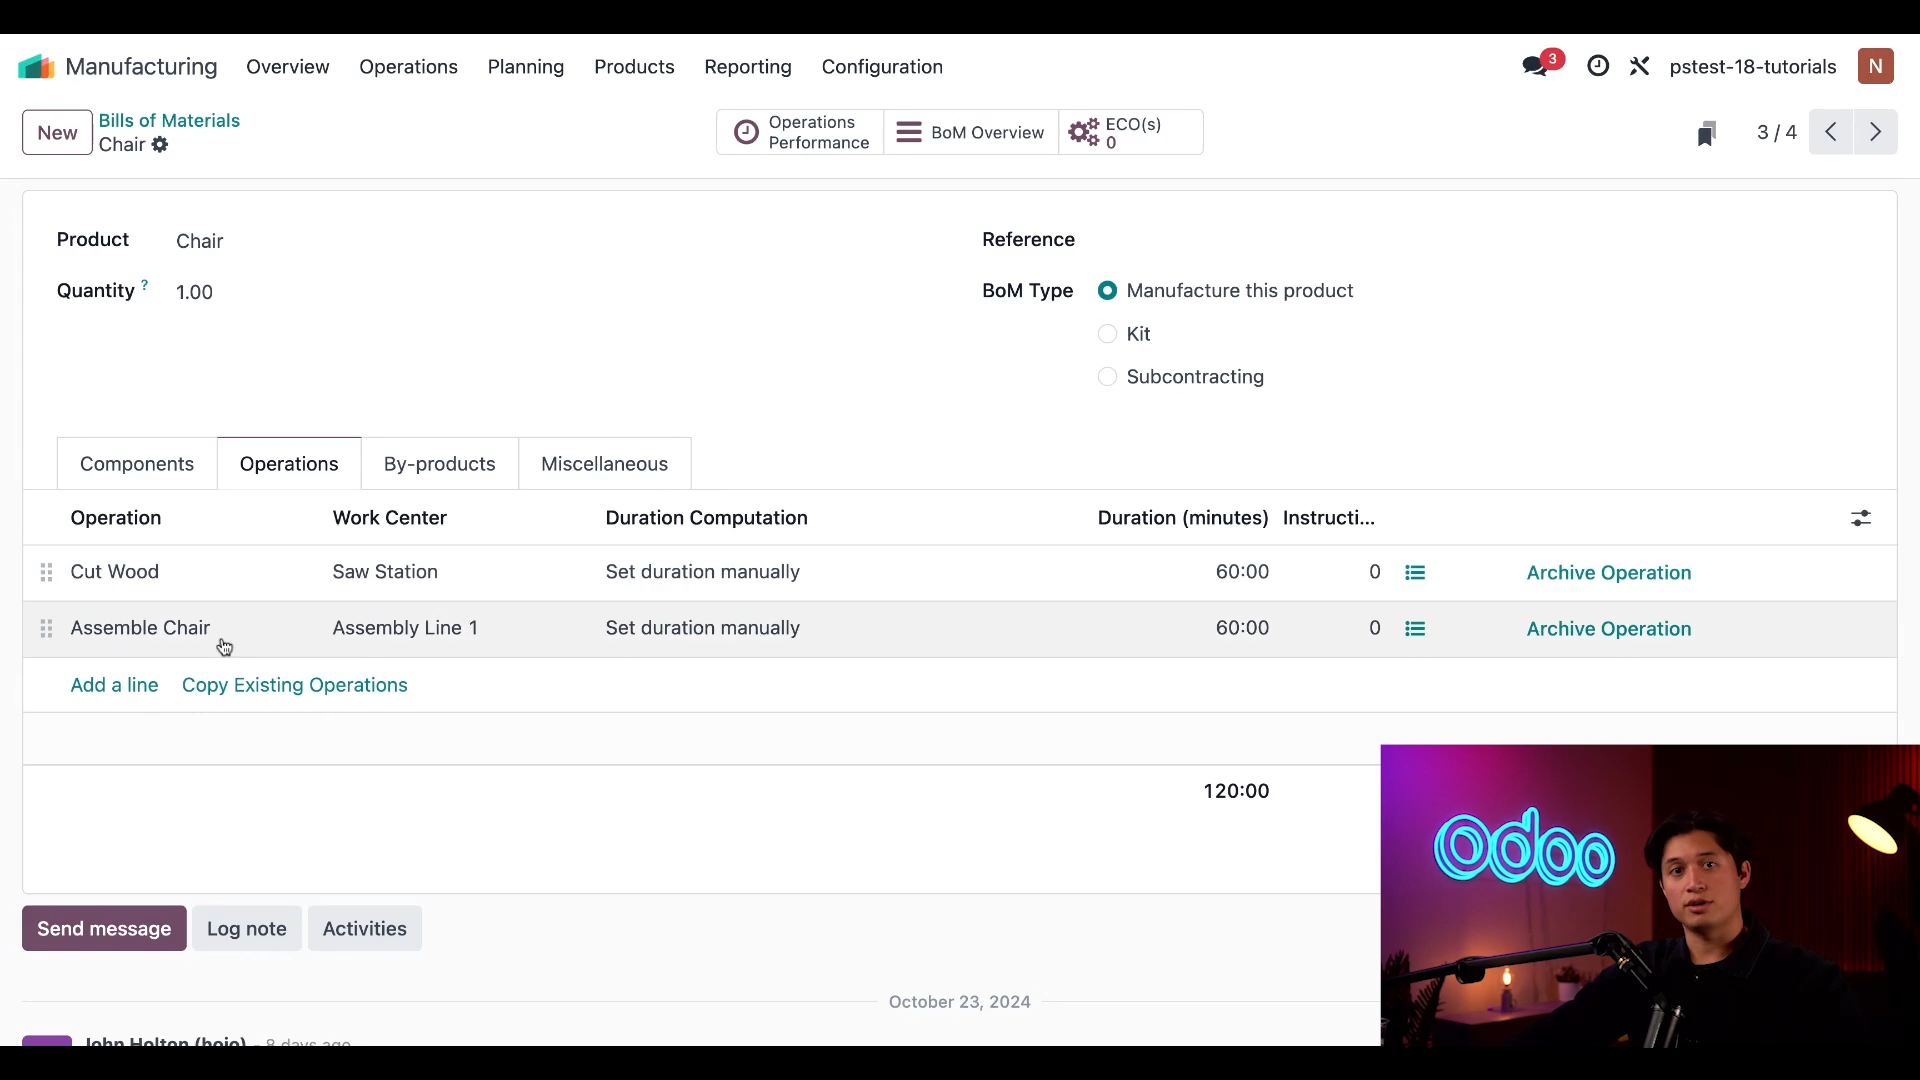 Manufacturing Overview Operations Planning Products Reporting Configuration 3 pstest-18-tutorials N
New Bills of Materials
Chair
Operations Performance
BoM Overview
ECO(s)
0
3 / 4
Product Chair
Quantity ? 1.00
Reference
BoM Type Manufacture this product
Kit
Subcontracting
Components Operations By-products Miscellaneous
Operation Work Center Duration Computation Duration (minutes) Instructi...
Cut Wood Saw Station Set duration manually 60:00 0 Archive Operation
Assemble Chair Assembly Line 1 Set duration manually 60:00 0 Archive Operation
Add a line Copy Existing Operations
120:00
odoo
Send message Log note Activities
October 23, 2024
John Holton (hojo) - 8 days ago